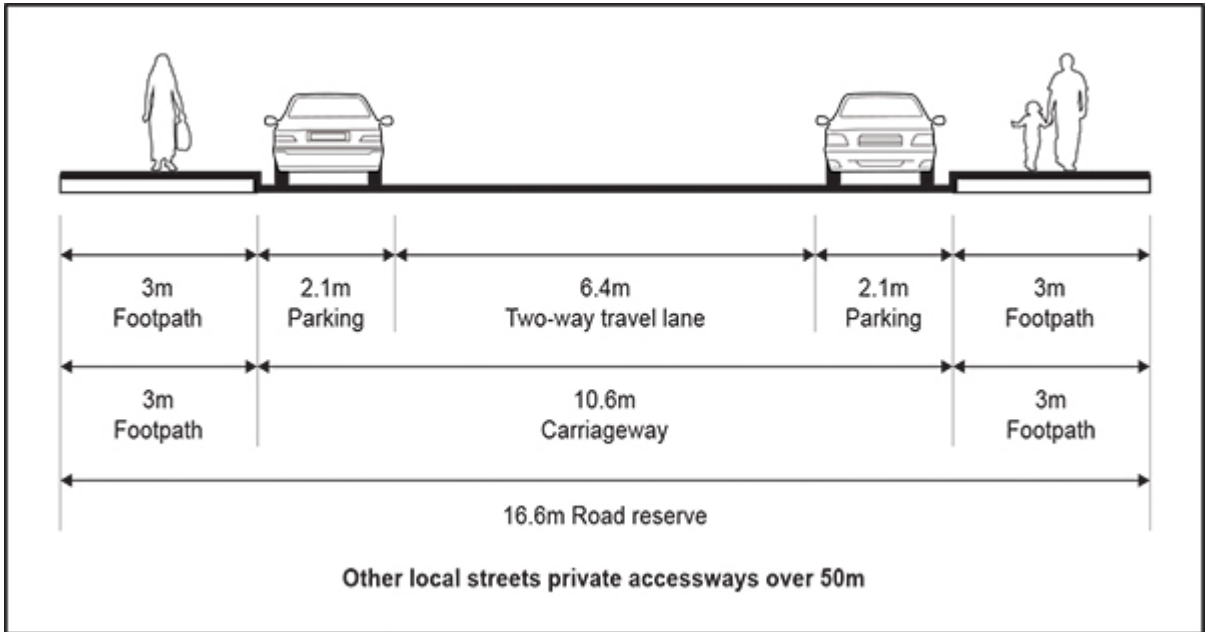 3m
Footpath
2.1m
Parking
6.4m
Two-way travel lane
2.1m
Parking
3m
Footpath
3m
Footpath
10.6m
Carriageway
3m
Footpath
16.6m Road reserve
Other local streets private accessways over 50m